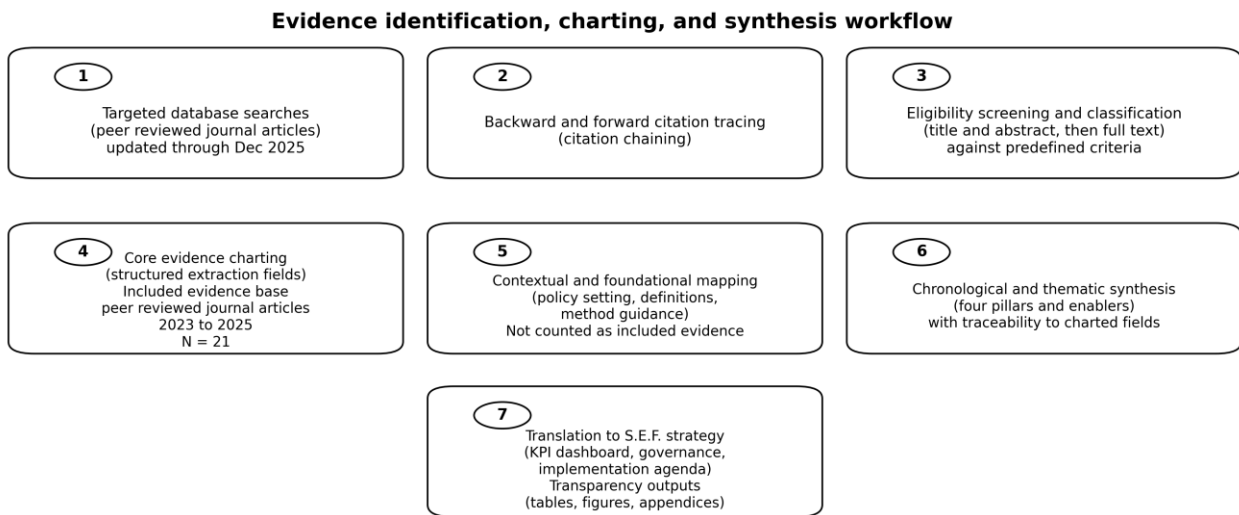 Evidence identification, charting, and synthesis workflow
1
Targeted database searches
(peer reviewed journal articles)
updated through Dec 2025
2
Backward and forward citation tracing
(citation chaining)
3
Eligibility screening and classification
(title and abstract, then full text)
against predefined criteria
4
Core evidence charting
(structured extraction fields)
Included evidence base
peer reviewed journal articles
2023 to 2025
N = 21
5
Contextual and foundational mapping
(policy setting, definitions,
method guidance)
Not counted as included evidence
6
Chronological and thematic synthesis
(four pillars and enablers)
with traceability to charted fields
7
Translation to S.E.F. strategy
(KPI dashboard, governance,
implementation agenda)
Transparency outputs
(tables, figures, appendices)